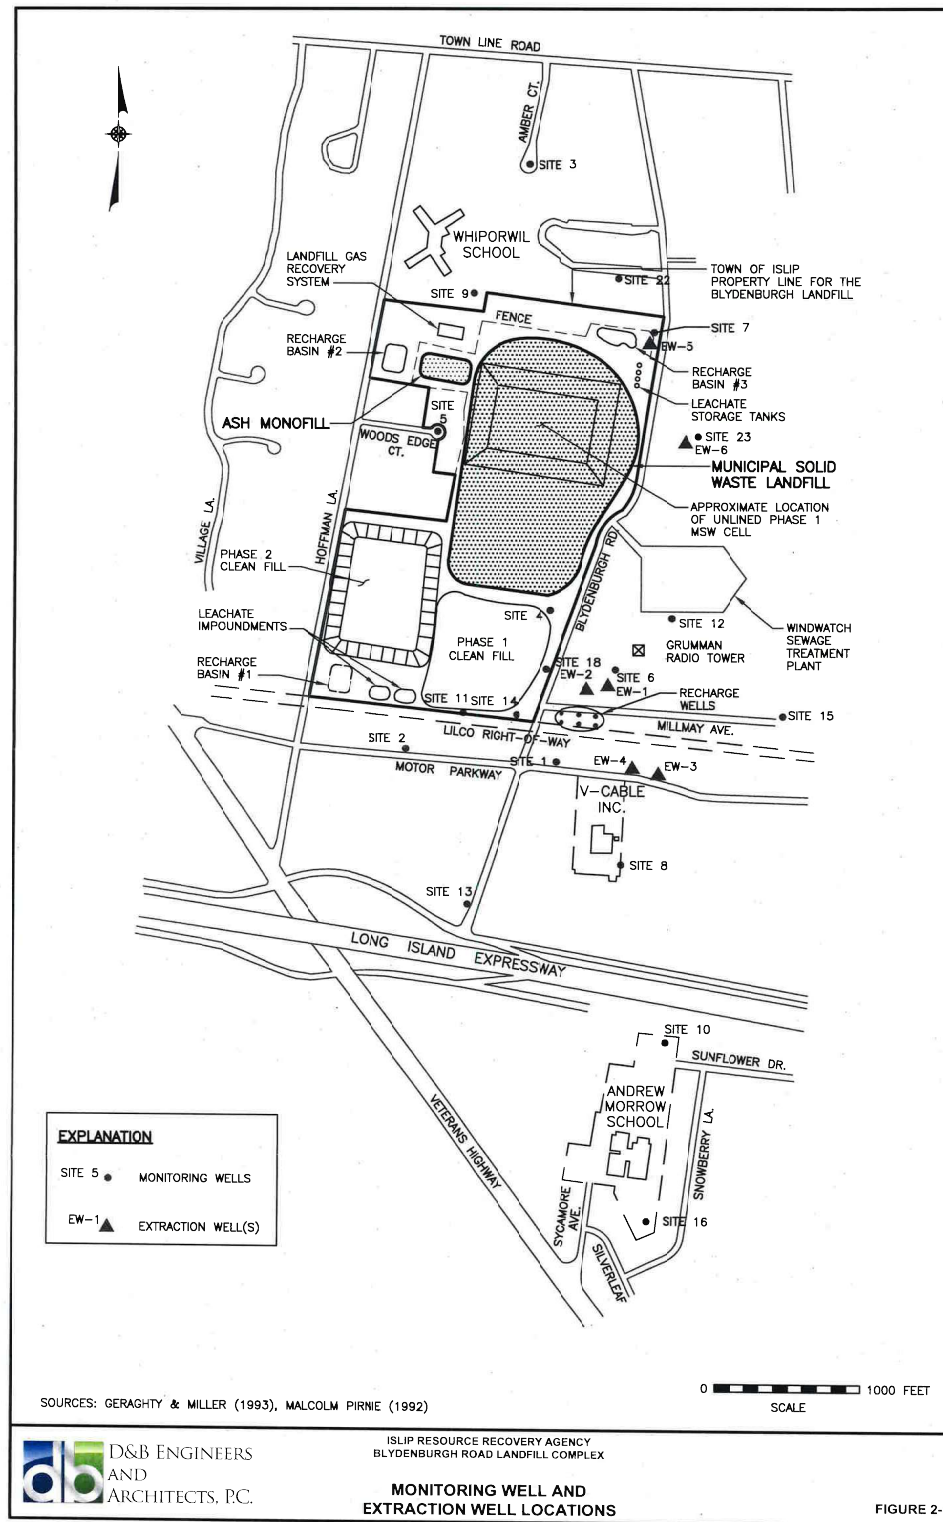 TOWN LINE ROAD
AMBER CT.
SITE 3
WHIPORWIL
SCHOOL
LANDFILL GAS
RECOVERY
SYSTEM
TOWN OF ISLIP
PROPERTY LINE FOR THE
BLYDENBURGH LANDFILL
SITE 22
SITE 9
FENCE
SITE 7
EW-5
RECHARGE
BASIN #2
RECHARGE
BASIN #3
LEACHATE
STORAGE TANKS
SITE
5
ASH MONOFILL
WOODS EDGE
CT.
SITE 23
EW-6
MUNICIPAL SOLID
WASTE LANDFILL
APPROXIMATE LOCATION
OF UNLINED PHASE 1
MSW CELL
VILLAGE LA.
HOFFMAN LA.
BLYDENBURGH RD.
PHASE 2
CLEAN FILL
LEACHATE
IMPOUNDMENTS
SITE 4
SITE 12
WINDWATCH
SEWAGE
TREATMENT
PLANT
PHASE 1
CLEAN FILL
GRUMMAN
RADIO TOWER
RECHARGE
BASIN #1
SITE 18
EW-2
SITE 6
EW-1
RECHARGE
WELLS
SITE 11
SITE 14
SITE 15
MILLMAY AVE.
LILCO RIGHT-OF-WAY
SITE 2
SITE 1
MOTOR PARKWAY
EW-4
EW-3
V-CABLE
INC.
SITE 8
SITE 13
LONG ISLAND EXPRESSWAY
SITE 10
SUNFLOWER DR.
ANDREW
MORROW
SCHOOL
VETERANS HIGHWAY
SNOWBERRY LA.
SYCAMORE
AVE.
SITE 16
SILVERLEAF
EXPLANATION
SITE 5
MONITORING WELLS
EW-1
EXTRACTION WELL(S)
0
1000 FEET
SCALE
SOURCES: GERAGHTY & MILLER (1993), MALCOLM PIRNIE (1992)
db
D&B ENGINEERS
AND
ARCHITECTS, P.C.
ISLIP RESOURCE RECOVERY AGENCY
BLYDENBURGH ROAD LANDFILL COMPLEX
MONITORING WELL AND
EXTRACTION WELL LOCATIONS
FIGURE 2-